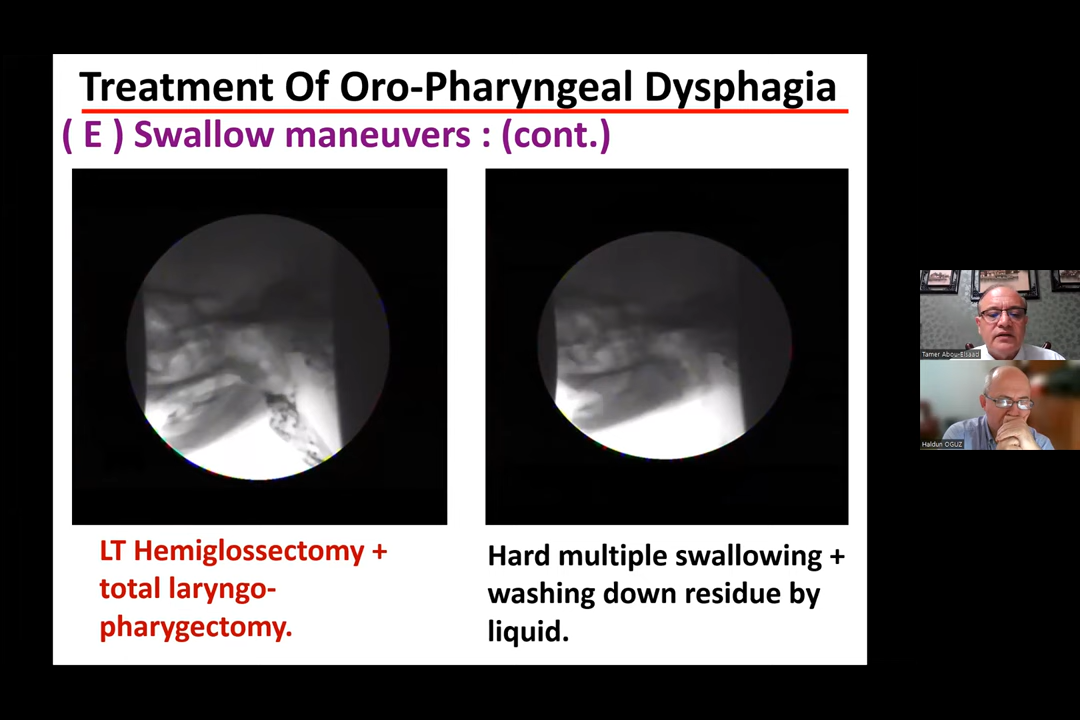 Treatment Of Oro-Pharyngeal Dysphagia
( E ) Swallow maneuvers : (cont.)
LT Hemiglossectomy +
total laryngo-
pharygectomy.
Hard multiple swallowing +
washing down residue by
liquid.
Tamer Abou-Elsaad
Haldun OGUZ